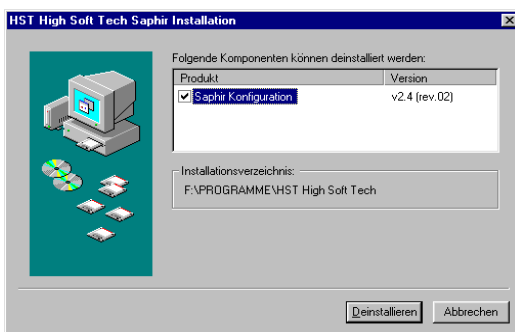 HST High Soft Tech Saphir Installation
Folgende Komponenten können deinstalliert werden:
Produkt Version
Saphir Konfiguration v2.4 (rev.02)
Installationsverzeichnis:
F:\PROGRAMME\HST High Soft Tech
Deinstallieren Abbrechen